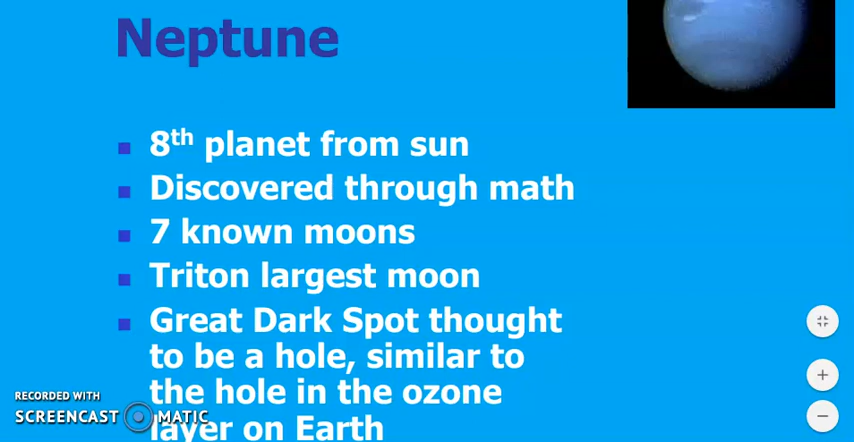 Neptune
8th planet from sun
Discovered through math
7 known moons
Triton largest moon
Great Dark Spot thought
to be a hole, similar to
the hole in the ozone
layer on Earth
RECORDED WITH
SCREENCAST MATIC